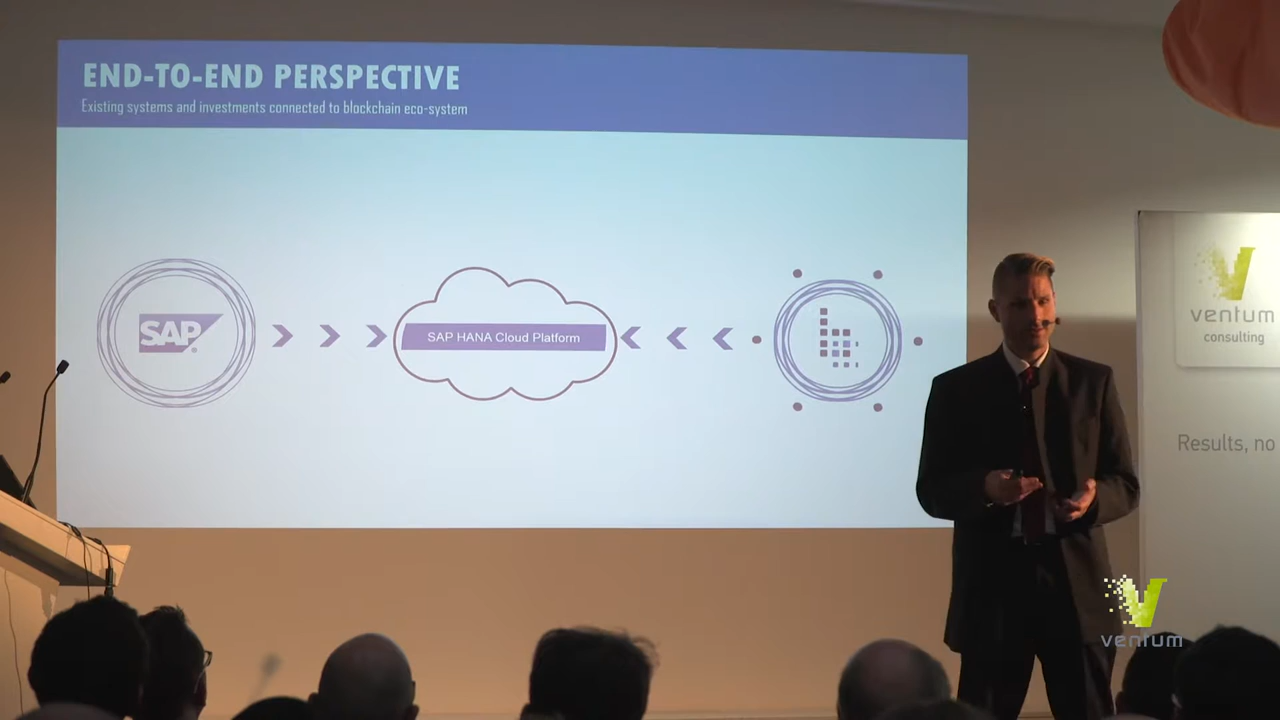 END-TO-END PERSPECTIVE
Existing systems and investments connected to blockchain eco-system
SAP
SAP HANA Cloud Platform
ventum
consulting
Results, no
ventum